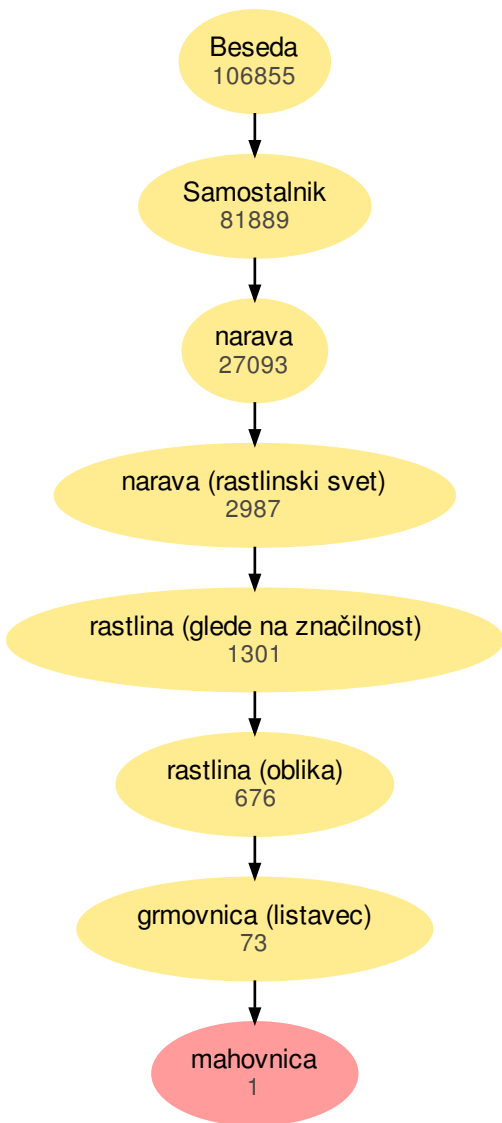 Beseda
106855
Samostalnik
81889
narava
27093
narava (rastlinski svet)
2987
rastlina (glede na značilnost)
1301
rastlina (oblika)
676
grmovnica (listavec)
73
mahovnica
1